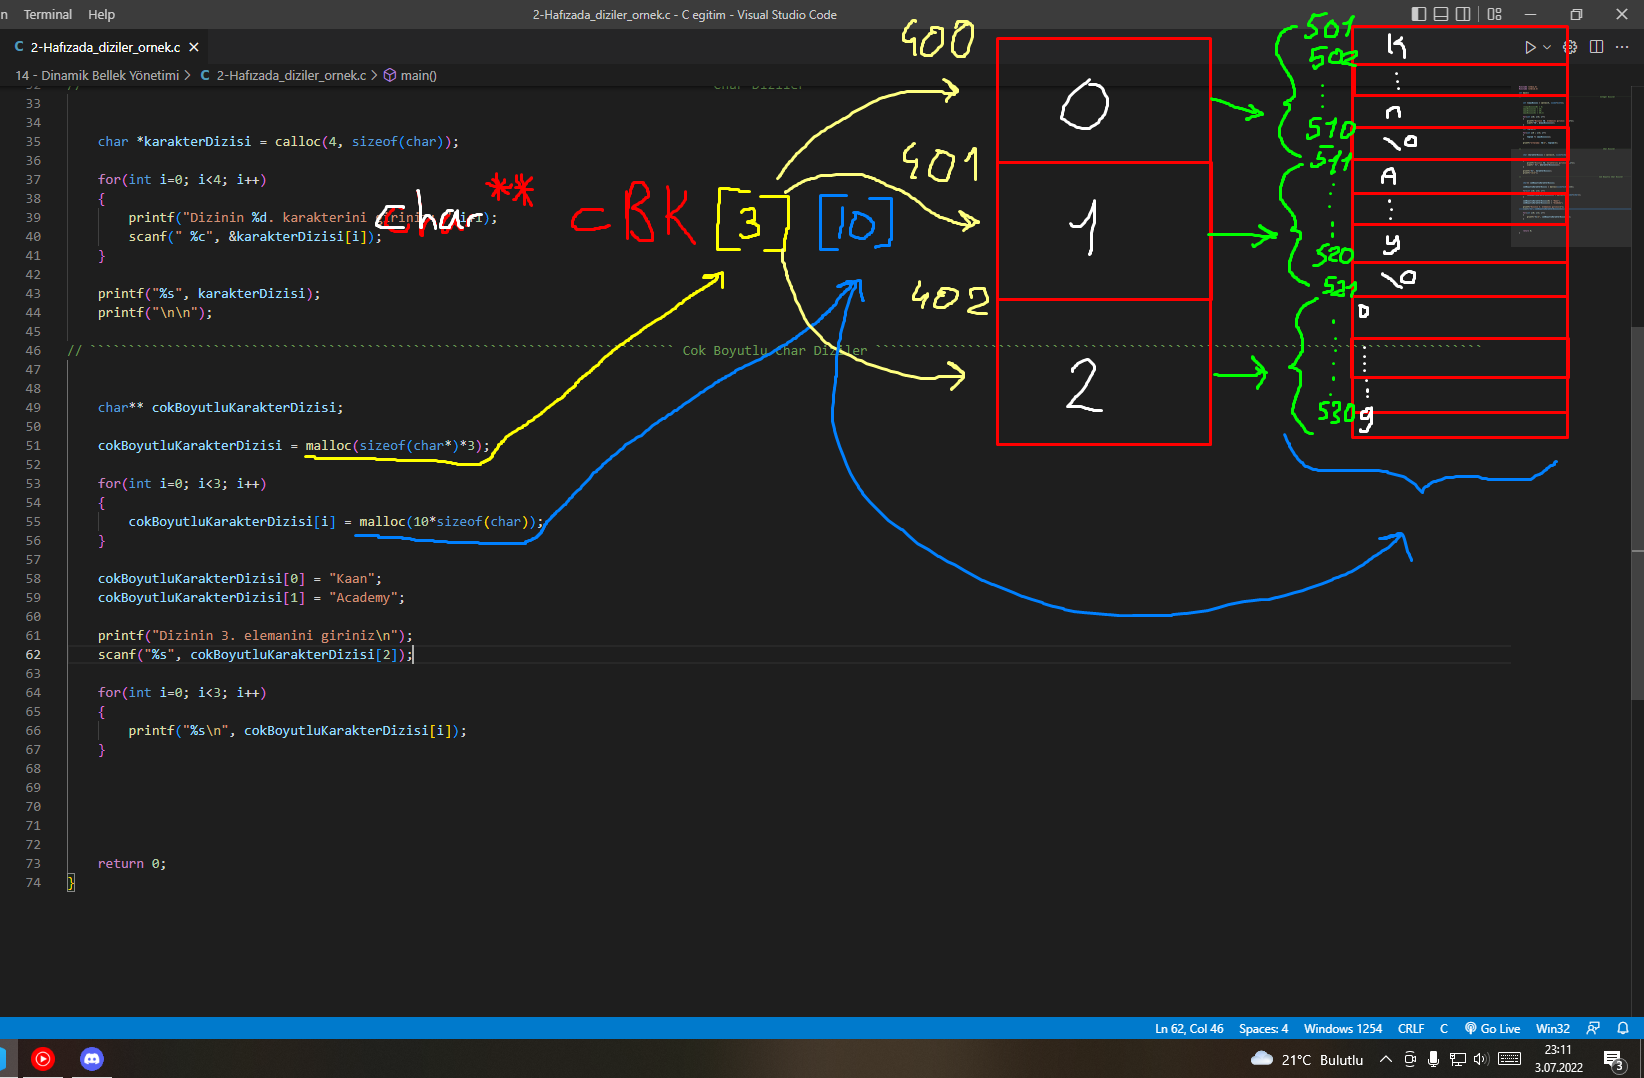 n Terminal Help 2-Hafızada_diziler_ornek.c - C egitim - Visual Studio Code
C 2-Hafızada_diziler_ornek.c
14 - Dinamik Bellek Yönetimi > C 2-Hafızada_diziler_ornek.c > main()
32 // Char Diziler
33
34
35 char *karakterDizisi = calloc(4, sizeof(char));
36
37 for(int i=0; i<4; i++)
38 {
39 printf("Dizinin %d. karakterini
40 scanf(" %c", &karakterDizisi[i]);
41 }
42
43 printf("%s", karakterDizisi);
44 printf("\n\n");
45
46 // Cok Boyutlu Char Diziler
47
48
49 char** cokBoyutluKarakterDizisi;
50
51 cokBoyutluKarakterDizisi = malloc(sizeof(char*)*3);
52
53 for(int i=0; i<3; i++)
54 {
55 cokBoyutluKarakterDizisi[i] = malloc(10*sizeof(char));
56 }
57
58 cokBoyutluKarakterDizisi[0] = "Kaan";
59 cokBoyutluKarakterDizisi[1] = "Academy";
60
61 printf("Dizinin 3. elemanini giriniz\n");
62 scanf("%s", cokBoyutluKarakterDizisi[2]);
63
64 for(int i=0; i<3; i++)
65 {
66 printf("%s\n", cokBoyutluKarakterDizisi[i]);
67 }
68
69
70
71
72
73 return 0;
74 }
char** cBK [3] [10]
400
0
401
1
402
2
501 K
502
n
510 \0
511 A
y
520 \0
521
530 g
Ln 62, Col 46 Spaces: 4 Windows 1254 CRLF C Go Live Win32
21°C Bulutlu
23:11
3.07.2022
3